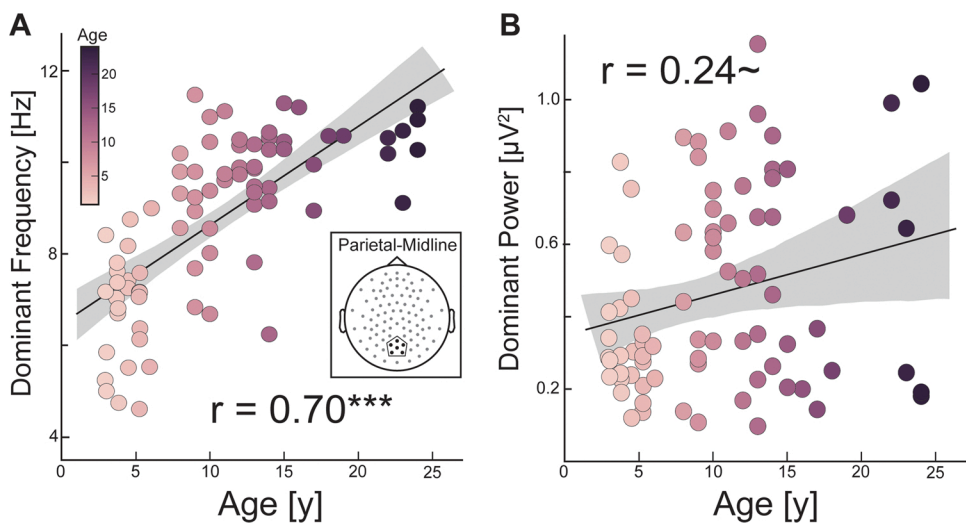 A
Age
20
15
10
5
12
8
4
Dominant Frequency [Hz]
Parietal-Midline
r = 0.70***
0 5 10 15 20 25
Age [y]
B
r = 0.24~
1.0
0.6
0.2
Dominant Power [µV²]
0 5 10 15 20 25
Age [y]